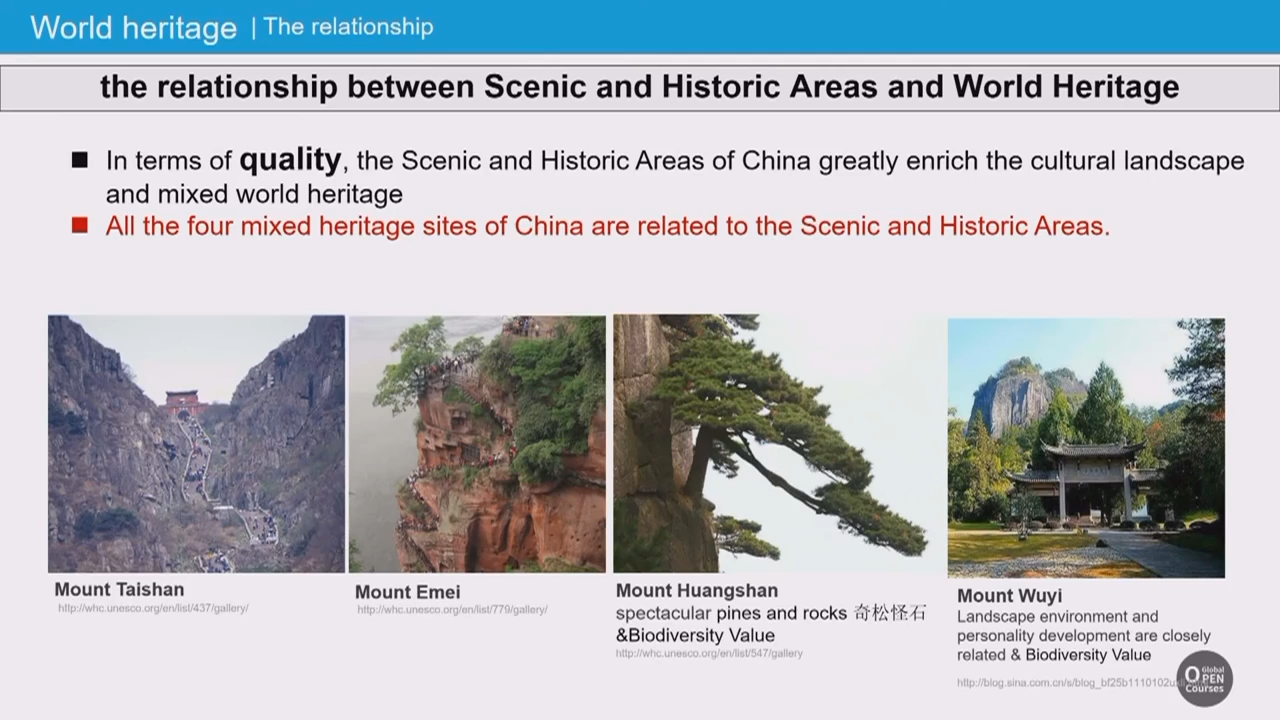 World heritage | The relationship
the relationship between Scenic and Historic Areas and World Heritage
In terms of quality, the Scenic and Historic Areas of China greatly enrich the cultural landscape
and mixed world heritage
All the four mixed heritage sites of China are related to the Scenic and Historic Areas.
Mount Taishan
http://whc.unesco.org/en/list/437/gallery/
Mount Emei
http://whc.unesco.org/en/list/779/gallery/
Mount Huangshan
spectacular pines and rocks 奇松怪石
&Biodiversity Value
http://whc.unesco.org/en/list/547/gallery
Mount Wuyi
Landscape environment and
personality development are closely
related & Biodiversity Value
Global
OPEN
Courses